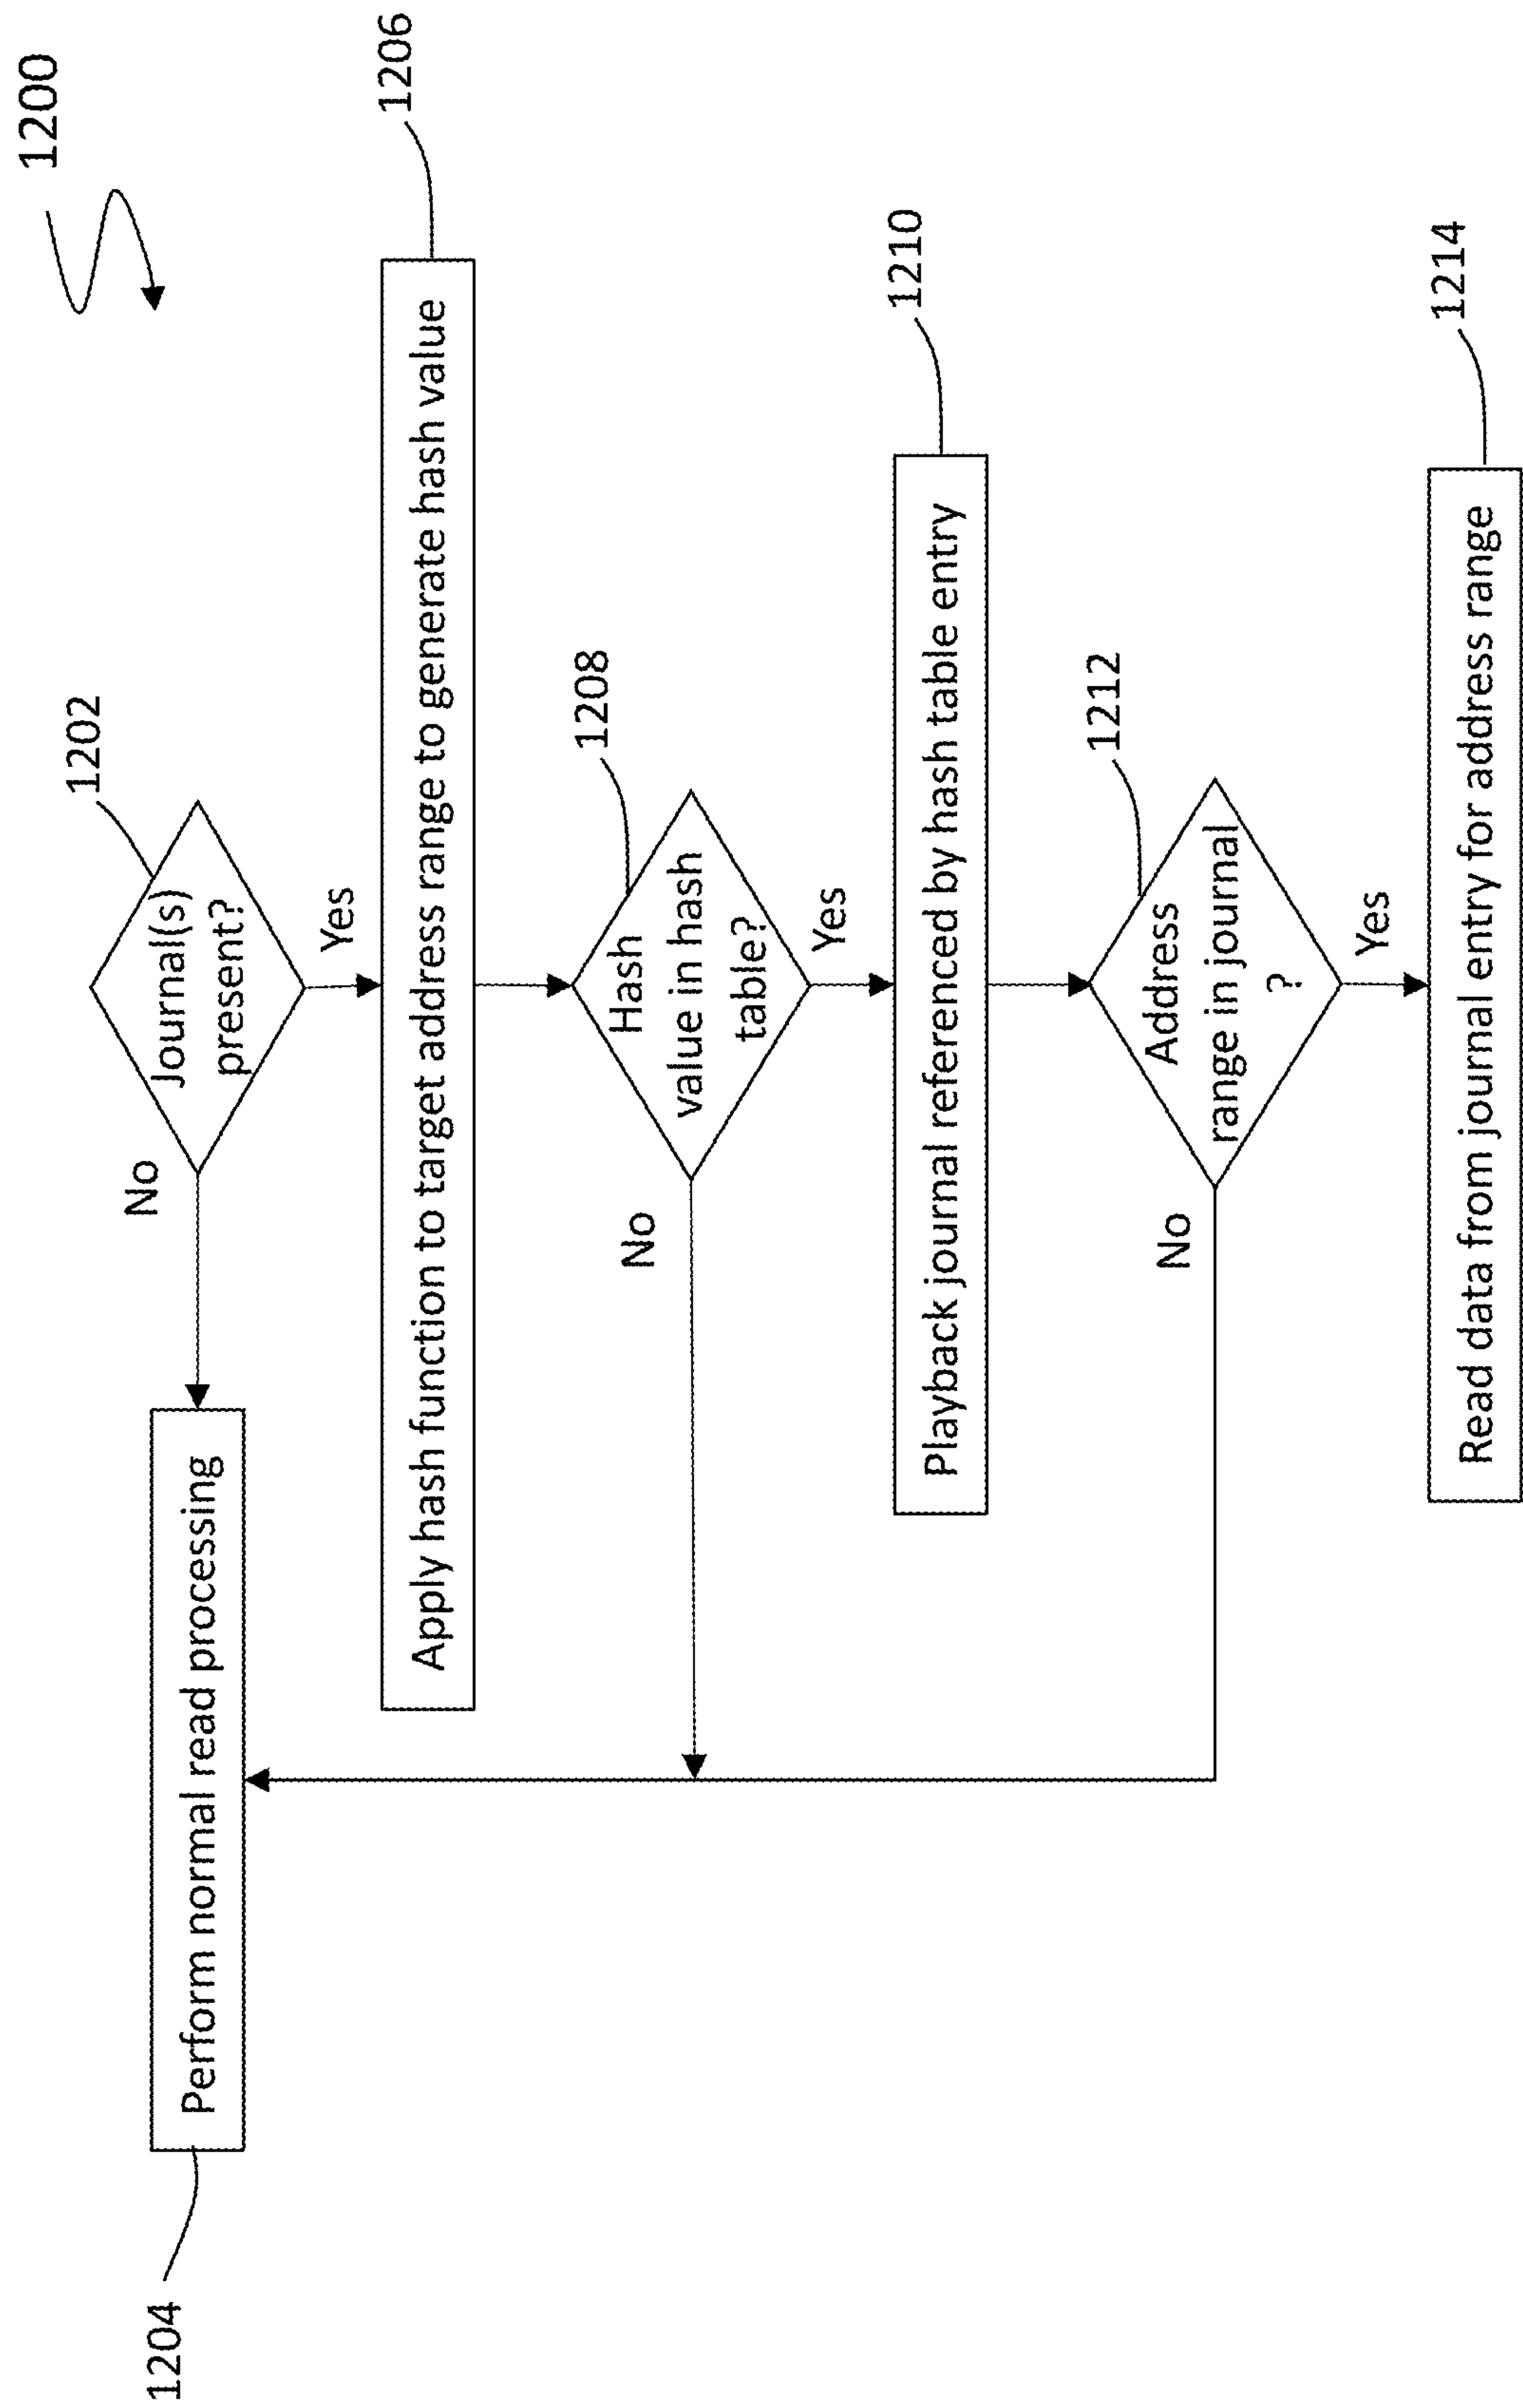 1200
1202
Journal(s)
present?
No
Yes
1204
Perform normal read processing
1206
Apply hash function to target address range to generate hash value
1208
Hash
value in hash
table?
No
Yes
1210
Playback journal referenced by hash table entry
1212
Address
range in journal
?
No
Yes
1214
Read data from journal entry for address range